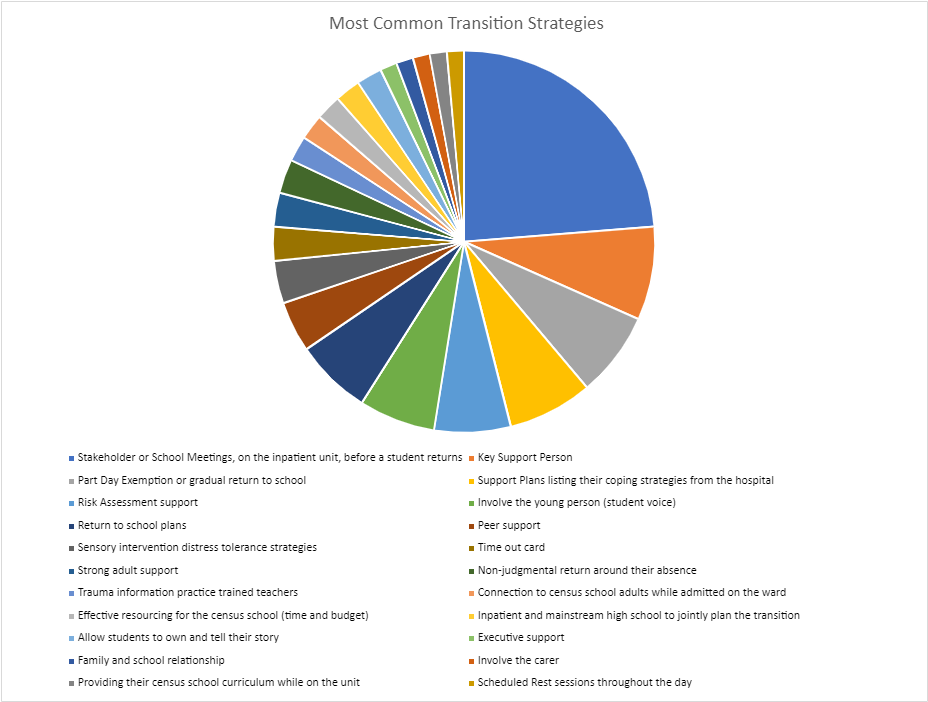 Most Common Transition Strategies
Stakeholder or School Meetings, on the inpatient unit, before a student returns
Key Support Person
Part Day Exemption or gradual return to school
Support Plans listing their coping strategies from the hospital
Risk Assessment support
Involve the young person (student voice)
Return to school plans
Peer support
Sensory intervention distress tolerance strategies
Time out card
Strong adult support
Non-judgmental return around their absence
Trauma information practice trained teachers
Connection to census school adults while admitted on the ward
Effective resourcing for the census school (time and budget)
Inpatient and mainstream high school to jointly plan the transition
Allow students to own and tell their story
Executive support
Family and school relationship
Involve the carer
Providing their census school curriculum while on the unit
Scheduled Rest sessions throughout the day